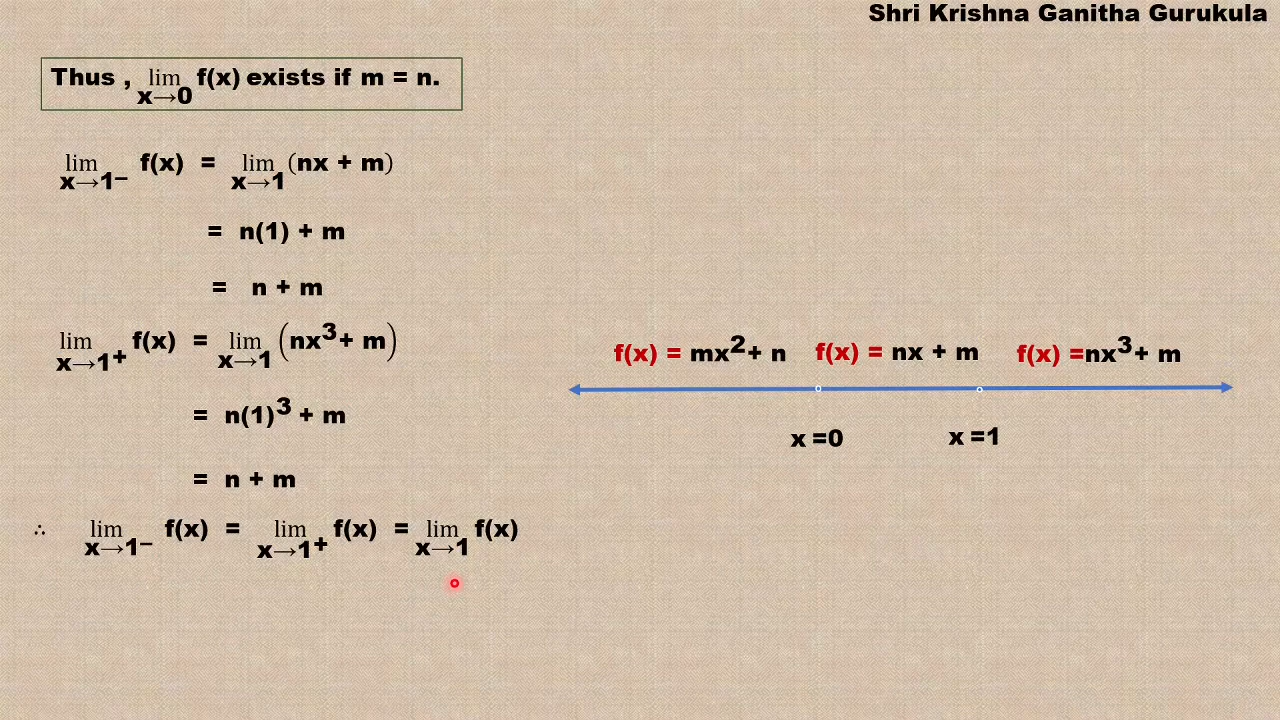 Shri Krishna Ganitha Gurukula
Thus , lim f(x) exists if m = n.
x→0
lim f(x) = lim (nx + m)
x→1− x→1
= n(1) + m
= n + m
lim f(x) = lim (nx³+ m)
x→1+ x→1
= n(1)³ + m
= n + m
∴ lim f(x) = lim f(x) = lim f(x)
x→1− x→1+ x→1
f(x) = mx²+ n f(x) = nx + m f(x) =nx³+ m
x =0 x =1